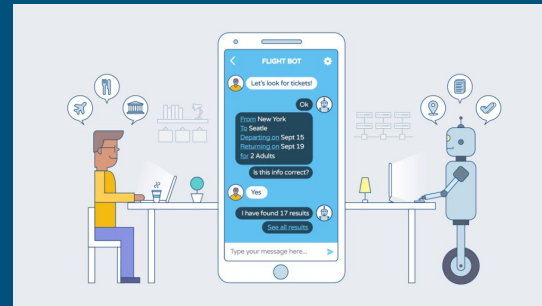 FLIGHT BOT
Let's look for tickets!
Ok
From New York
To Seatle
Departing on Sept 15
Returning on Sept 19
for 2 Adults
Is this info correct?
Yes
I have found 17 results
See all results
Type your message here...